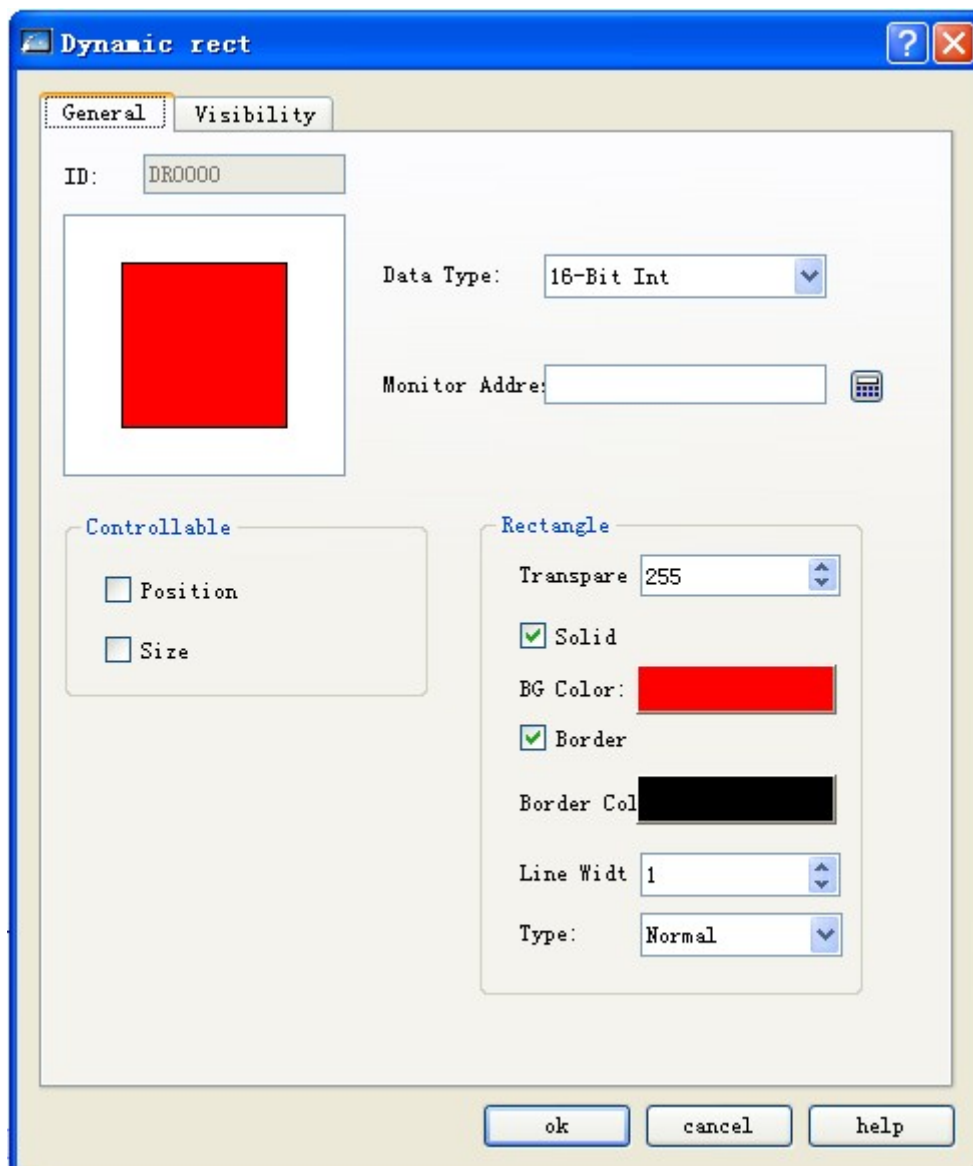 Dynamic rect
General Visibility
ID: DR0000
Data Type: 16-Bit Int
Monitor Addre
Controllable
Position
Size
Rectangle
Transpare 255
Solid
BG Color:
Border
Border Col
Line Widt 1
Type: Normal
ok cancel help